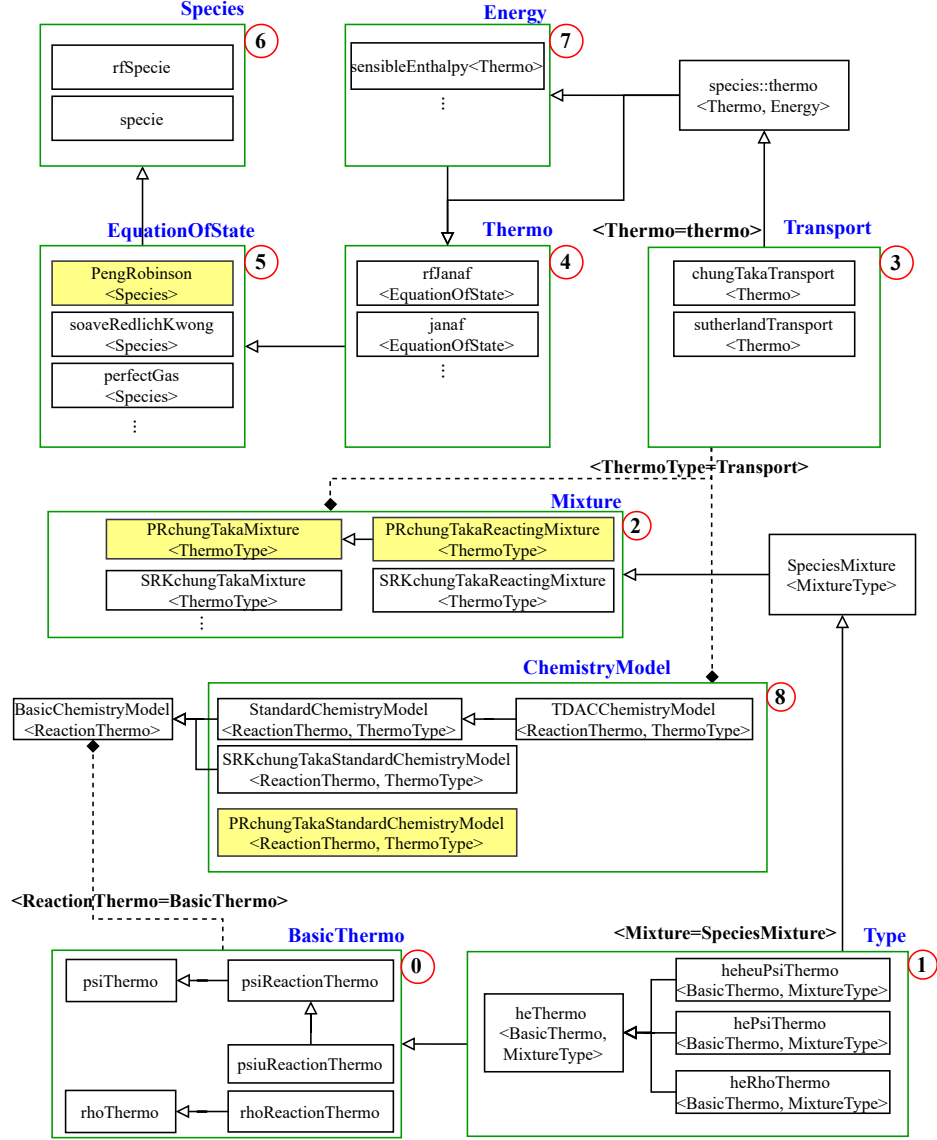 Species
6
rfSpecie
specie
Energy
7
sensibleEnthalpy<Thermo>
⋮
species::thermo
<Thermo, Energy>
EquationOfState
5
PengRobinson
<Species>
soaveRedlichKwong
<Species>
perfectGas
<Species>
⋮
Thermo
4
rfJanaf
<EquationOfState>
janaf
<EquationOfState>
⋮
<Thermo=thermo>
Transport
3
chungTakaTransport
<Thermo>
sutherlandTransport
<Thermo>
<ThermoType=Transport>
Mixture
2
PRchungTakaMixture
<ThermoType>
PRchungTakaReactingMixture
<ThermoType>
SRKchungTakaMixture
<ThermoType>
⋮
SRKchungTakaReactingMixture
<ThermoType>
SpeciesMixture
<MixtureType>
ChemistryModel
8
BasicChemistryModel
<ReactionThermo>
StandardChemistryModel
<ReactionThermo, ThermoType>
TDACChemistryModel
<ReactionThermo, ThermoType>
SRKchungTakaStandardChemistryModel
<ReactionThermo, ThermoType>
PRchungTakaStandardChemistryModel
<ReactionThermo, ThermoType>
<ReactionThermo=BasicThermo>
BasicThermo
0
psiThermo
psiReactionThermo
psiuReactionThermo
rhoThermo
rhoReactionThermo
<Mixture=SpeciesMixture>
Type
1
heThermo
<BasicThermo,
MixtureType>
heheuPsiThermo
<BasicThermo, MixtureType>
hePsiThermo
<BasicThermo, MixtureType>
heRhoThermo
<BasicThermo, MixtureType>